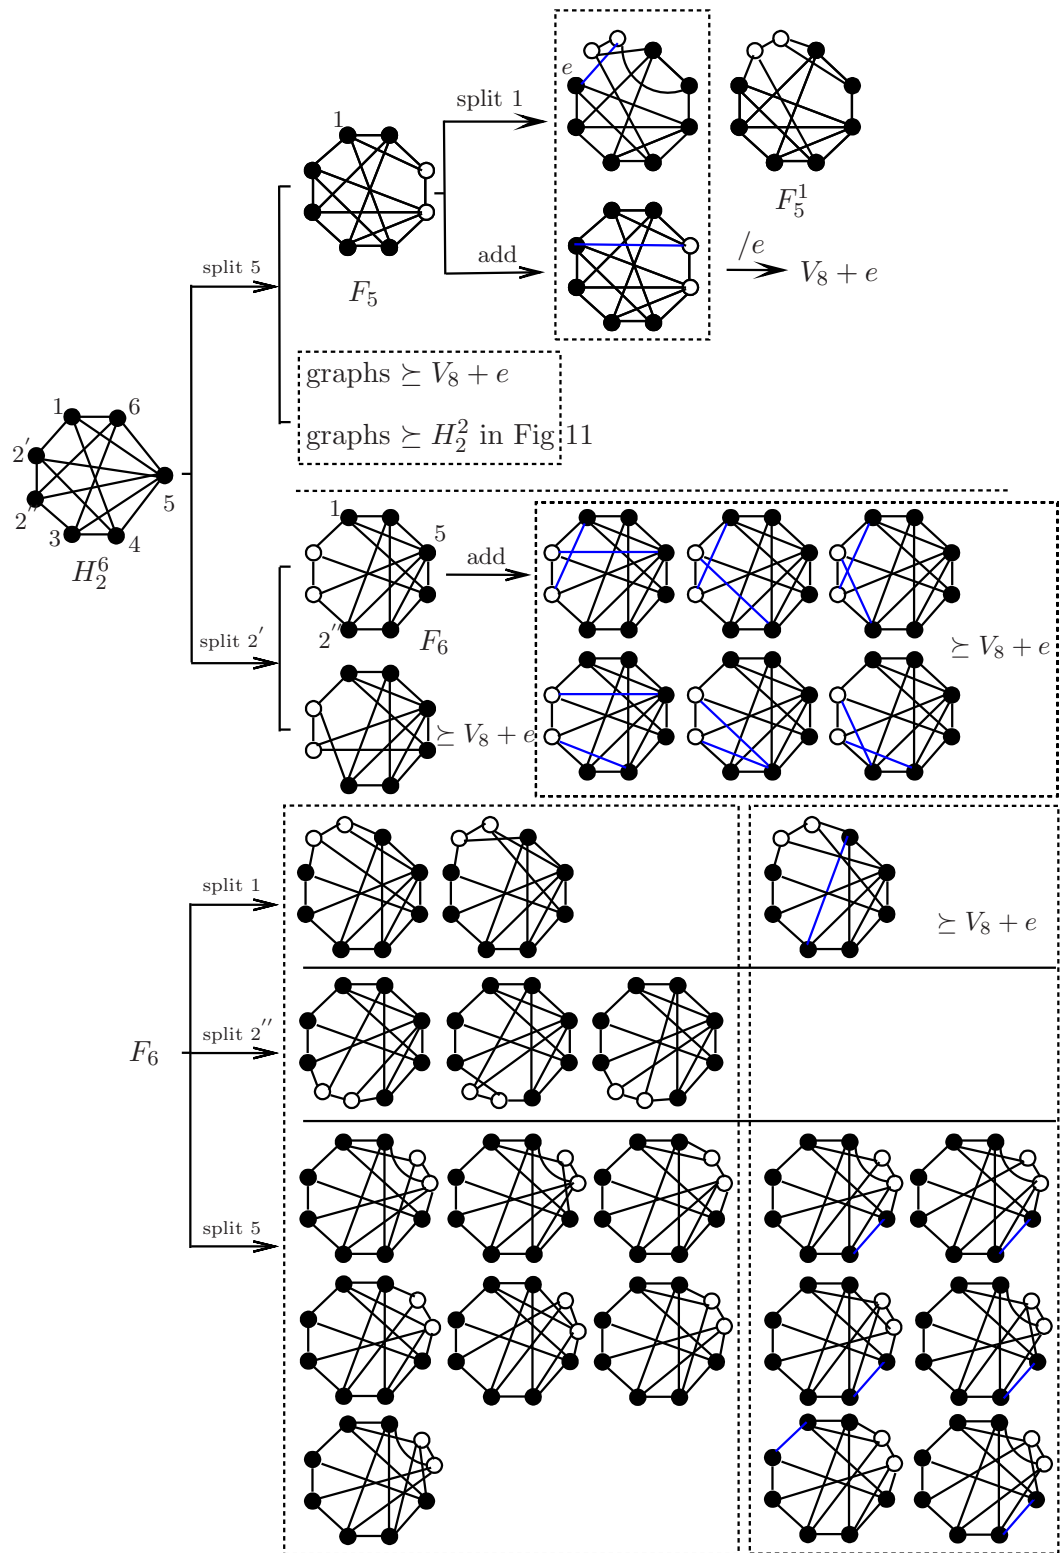 e
split 1
1
F_5^1
add
/e
V_8 + e
split 5
F_5
graphs ⪰ V_8 + e
graphs ⪰ H_2^2 in Fig 11
1
6
2′
5
2″
3
4
H_2^6
1
5
add
split 2′
2″
F_6
⪰ V_8 + e
⪰ V_8 + e
split 1
⪰ V_8 + e
F_6
split 2″
split 5